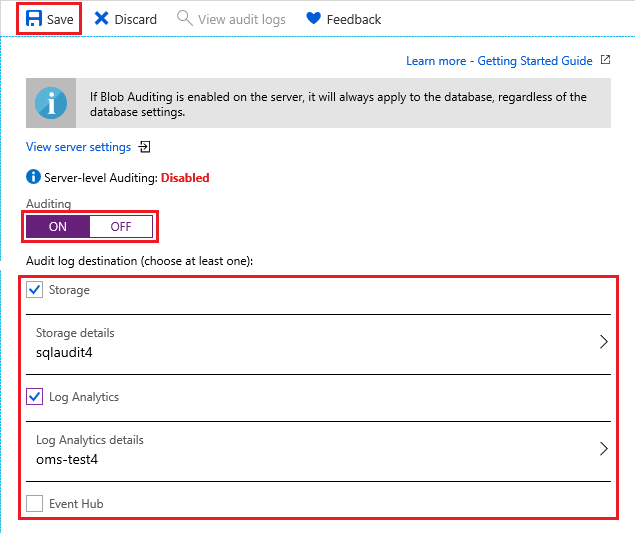 Save Discard View audit logs Feedback
Learn more - Getting Started Guide
If Blob Auditing is enabled on the server, it will always apply to the database, regardless of the
database settings.
View server settings
Server-level Auditing: Disabled
Auditing
ON OFF
Audit log destination (choose at least one):
Storage
Storage details
sqlaudit4
Log Analytics
Log Analytics details
oms-test4
Event Hub